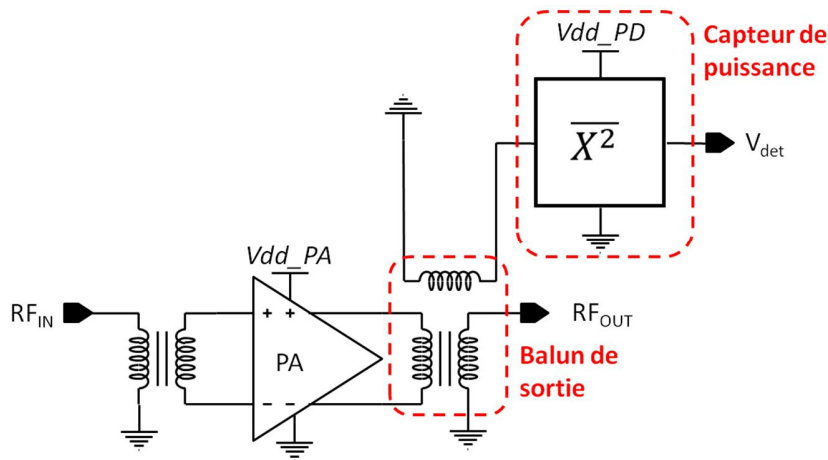 Vdd_PD
Capteur de
puissance
X²
V_det
Vdd_PA
RF_IN
+ +
PA
- -
RF_OUT
Balun de
sortie